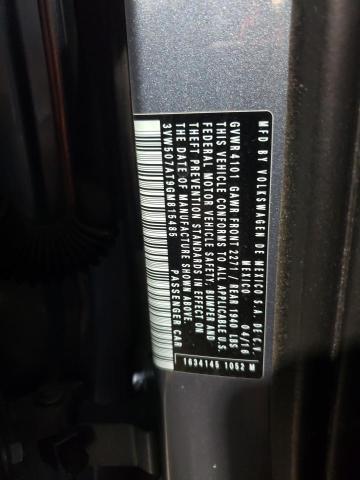 MFD. BY VOLKSWAGEN DE MEXICO S.A. DE C.V.
MEXICO 04/16
GVWR 4101 GAWR FRONT 2271 / REAR 1940 LBS
THIS VEHICLE CONFORMS TO ALL APPLICABLE U.S.
FEDERAL MOTOR VEHICLE SAFETY, BUMPER AND
THEFT PREVENTION STANDARDS IN EFFECT ON
THE DATE OF MANUFACTURE SHOWN ABOVE.
3VW507AT9GM815485
PASSENGER CAR
1634145 1052 M